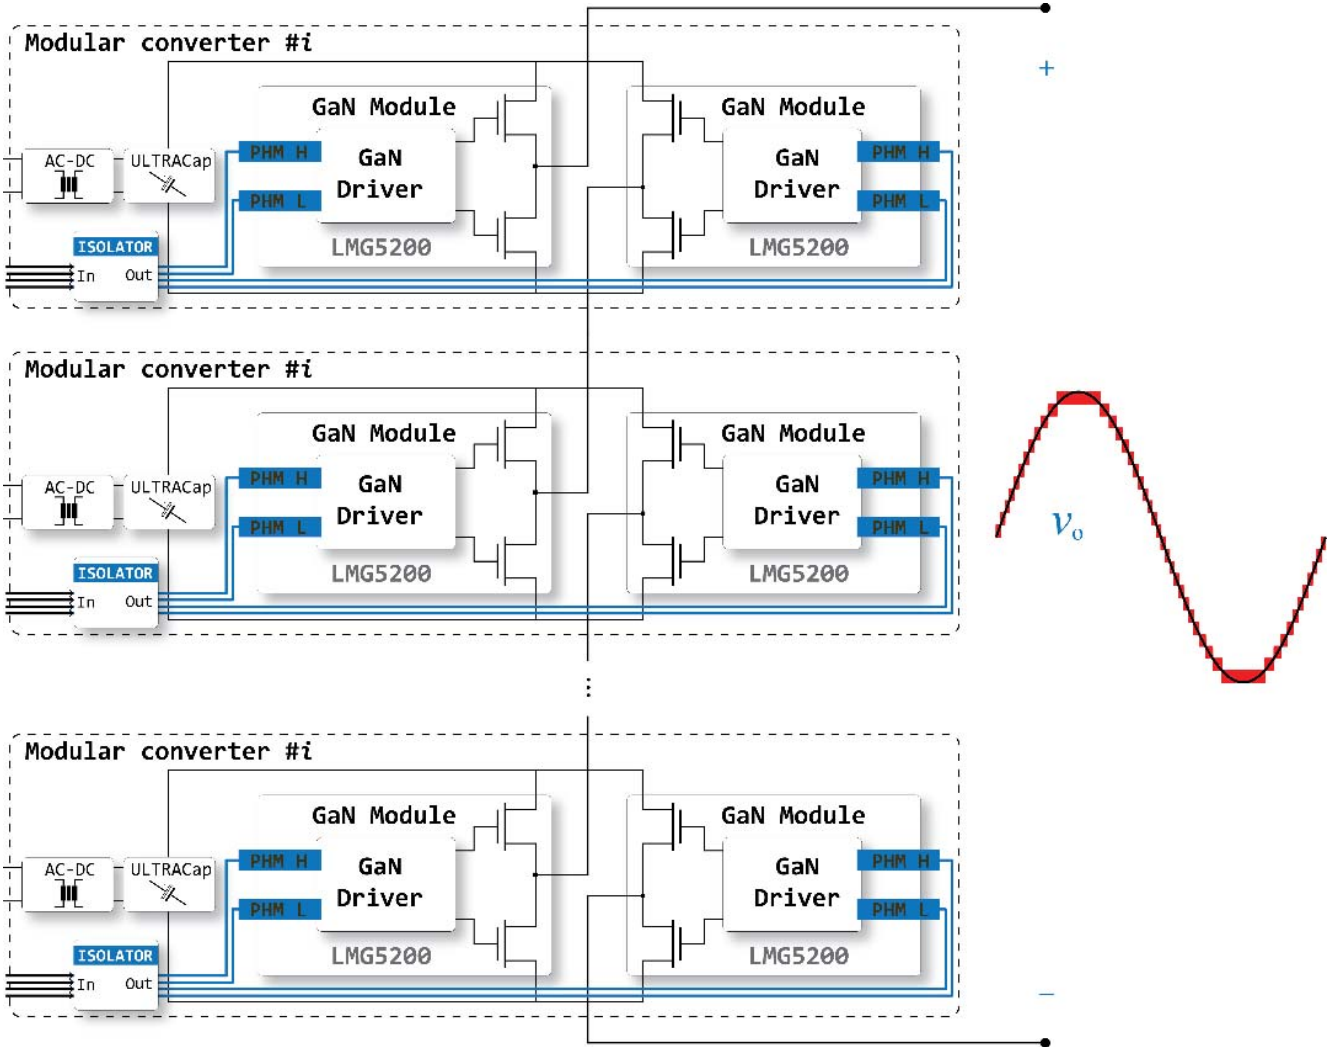 Modular converter #i
GaN Module
GaN Module
AC-DC
ULTRACap
PHM H
GaN
Driver
PHM L
LMG5200
GaN
Driver
PHM H
PHM L
LMG5200
ISOLATOR
In Out
+
Modular converter #i
GaN Module
GaN Module
AC-DC
ULTRACap
PHM H
GaN
Driver
PHM L
LMG5200
GaN
Driver
PHM H
PHM L
LMG5200
ISOLATOR
In Out
vo
⋮
Modular converter #i
GaN Module
GaN Module
AC-DC
ULTRACap
PHM H
GaN
Driver
PHM L
LMG5200
GaN
Driver
PHM H
PHM L
LMG5200
ISOLATOR
In Out
−